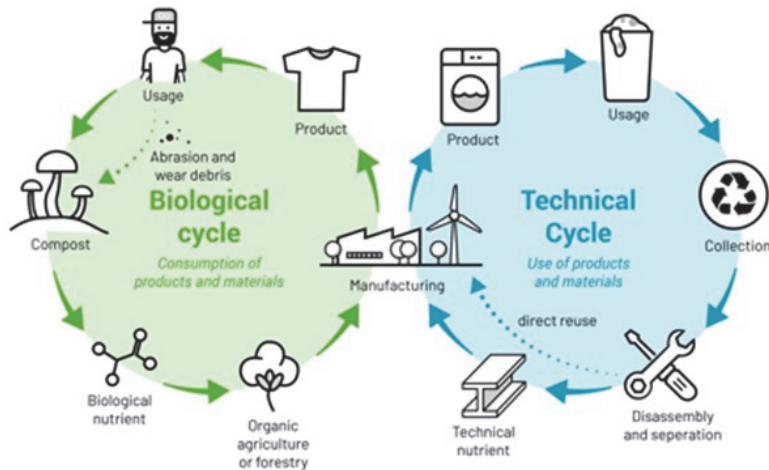 Usage
Product
Abrasion and
wear debris
Biological
cycle
Consumption of
products and materials
Compost
Biological
nutrient
Organic
agriculture
or forestry
Manufacturing
Product
Usage
Technical
Cycle
Use of products
and materials
Collection
direct reuse
Technical
nutrient
Disassembly
and seperation